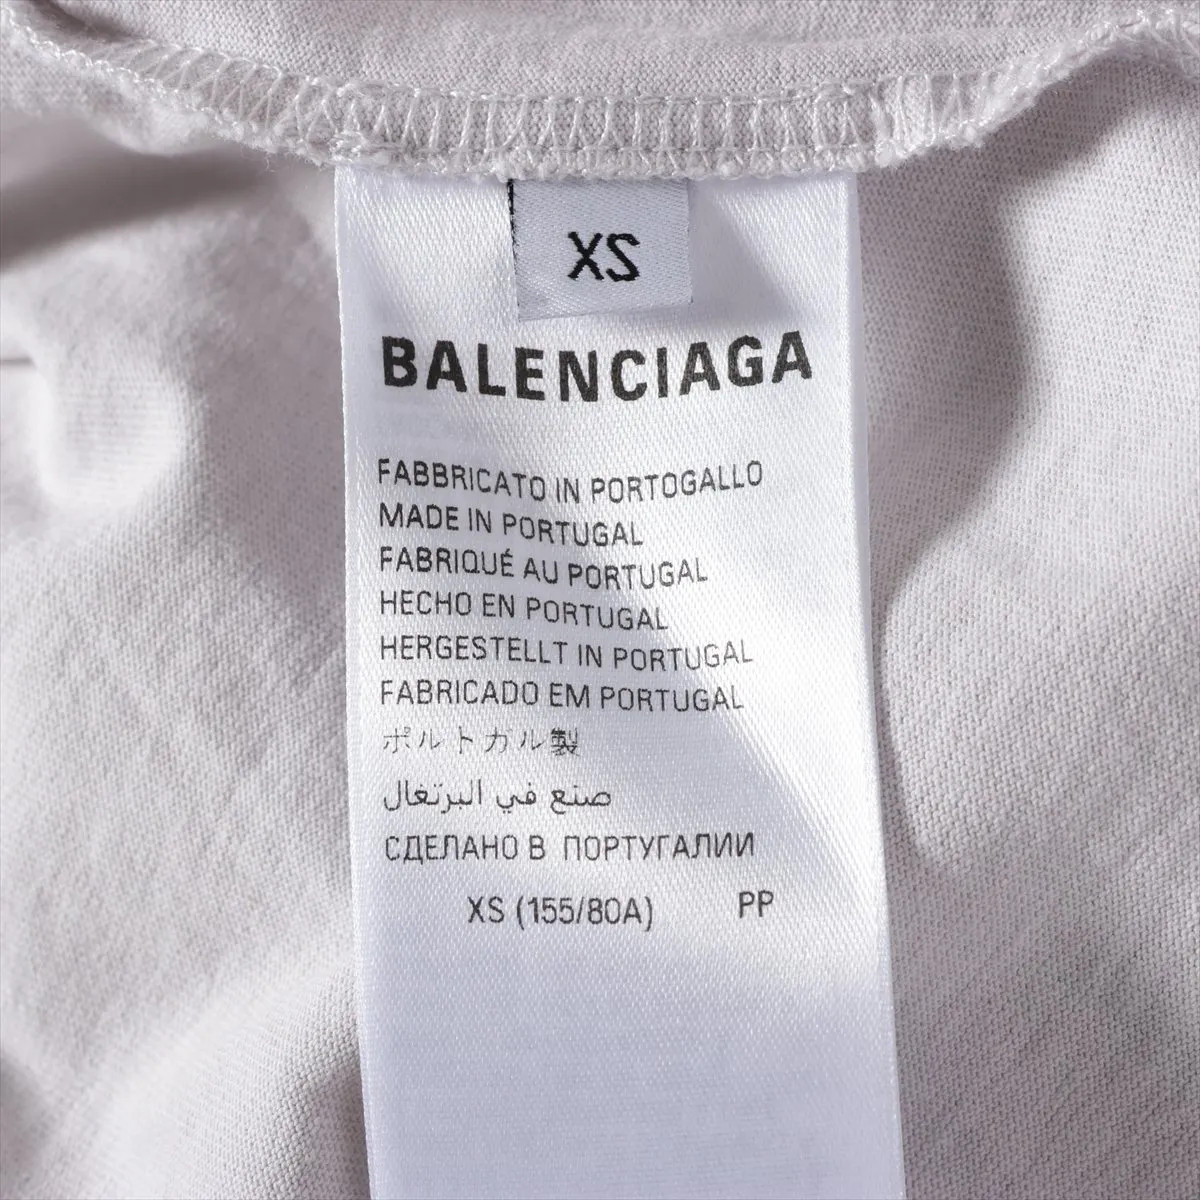 XS
BALENCIAGA
FABBRICATO IN PORTOGALLO
MADE IN PORTUGAL
FABRIQUÉ AU PORTUGAL
HECHO EN PORTUGAL
HERGESTELLT IN PORTUGAL
FABRICADO EM PORTUGAL
ポルトガル製
صنع في البرتغال
СДЕЛАНО В ПОРТУГАЛИИ
XS (155/80A) PP